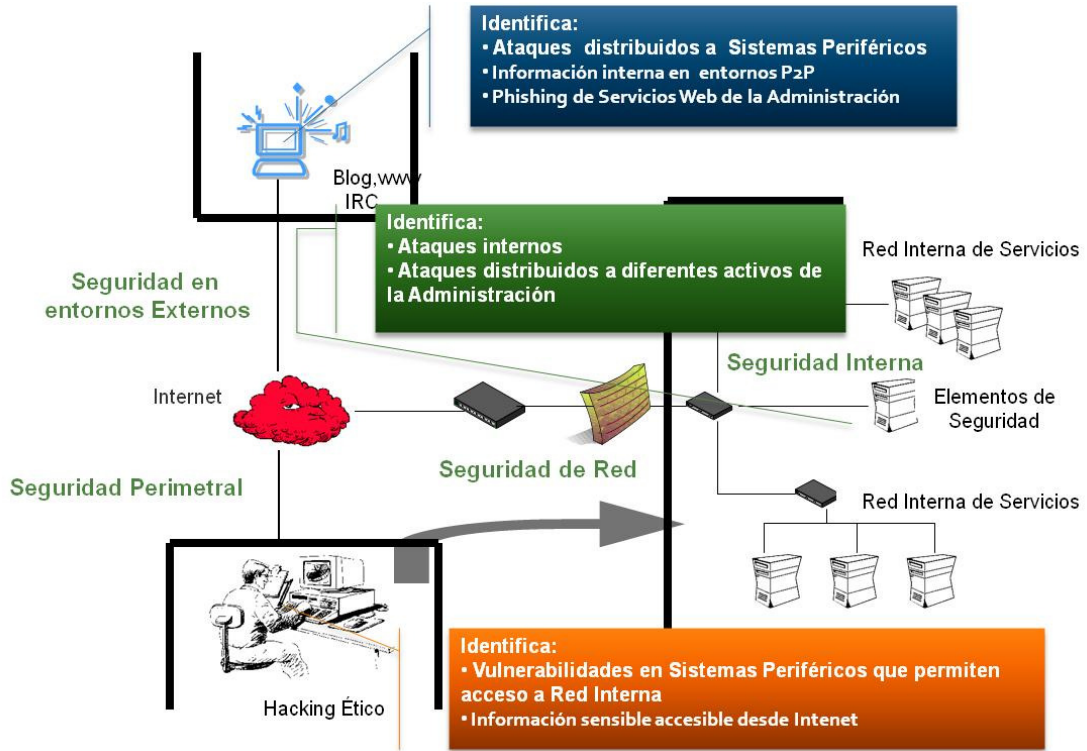 Identifica:
• Ataques distribuidos a Sistemas Periféricos
• Información interna en entornos P2P
• Phishing de Servicios Web de la Administración
Blog,www
IRC
Identifica:
• Ataques internos
• Ataques distribuidos a diferentes activos de
la Administración
Red Interna de Servicios
Seguridad en
entornos Externos
Seguridad Interna
Internet
Elementos de
Seguridad
Seguridad de Red
Seguridad Perimetral
Red Interna de Servicios
Identifica:
• Vulnerabilidades en Sistemas Periféricos que permiten
acceso a Red Interna
• Información sensible accesible desde Intenet
Hacking Ético